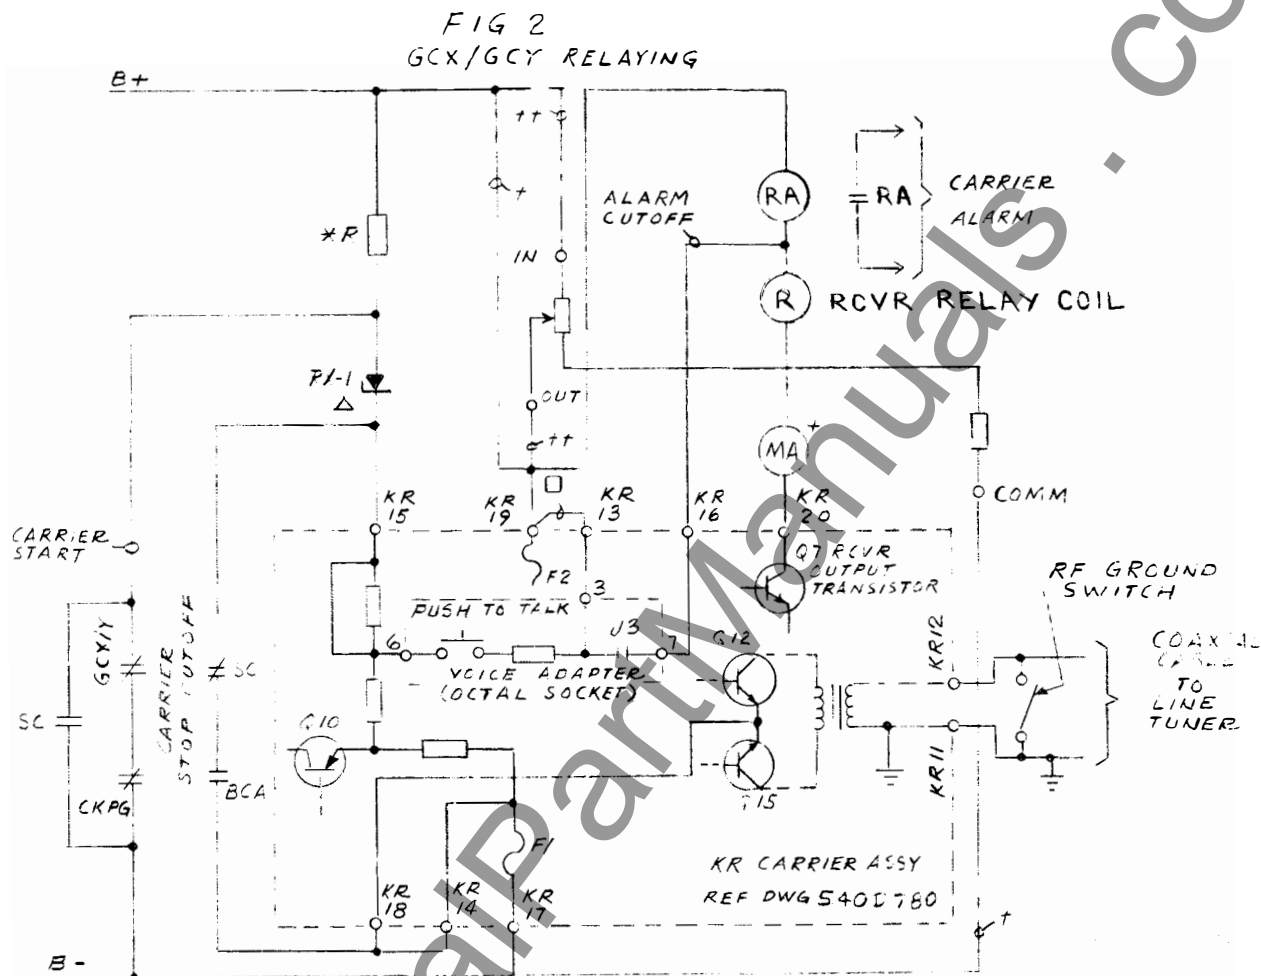 FIG 2
GCX/GCY RELAYING
B+
††
†
*R
ALARM
CUTOFF
RA
RA
CARRIER
ALARM
IN
R
RCVR RELAY COIL
△
OUT
††
MA
+
COMM
KR
15
KR
19
KR
13
KR
16
KR
20
CARRIER
START
F2
Q7 RCVR
OUTPUT
TRANSISTOR
RF GROUND
SWITCH
3
PUSH TO TALK
6
J3
7
VOICE ADAPTER
(OCTAL SOCKET)
Q12
KR12
COAXIAL
CABLE
TO
LINE
TUNER
GCX/Y
CARRIER
STOP CUTOFF
SC
SC
Q10
KR11
BCA
CKPG
F1
KR CARRIER ASSY
REF DWG
KR
18
KR
14
KR
17
†
B-